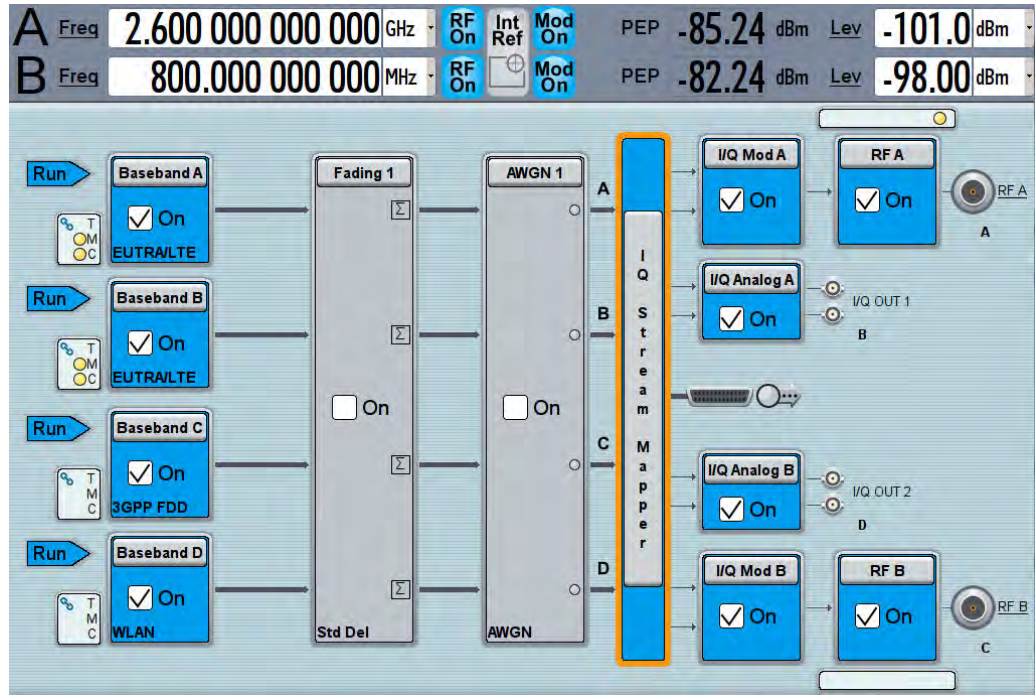 A Freq 2.600 000 000 000 GHz RF On Int Ref Mod On PEP -85.24 dBm Lev -101.0 dBm
B Freq 800.000 000 000 MHz RF On Mod On PEP -82.24 dBm Lev -98.00 dBm
Run Baseband A Fading 1 AWGN 1 I/Q Mod A RF A
On On On
T
M
C
EUTRA/LTE
Σ
A
RF A
A
I/Q Stream Mapper
Run Baseband B I/Q Analog A
On On
T
M
C
EUTRA/LTE
Σ
B
I/Q OUT 1
B
On On
Run Baseband C I/Q Analog B
On On
T
M
C
3GPP FDD
Σ
C
I/Q OUT 2
D
Run Baseband D I/Q Mod B RF B
On On On
T
M
C
WLAN
Σ
D
RF B
C
Std Del AWGN